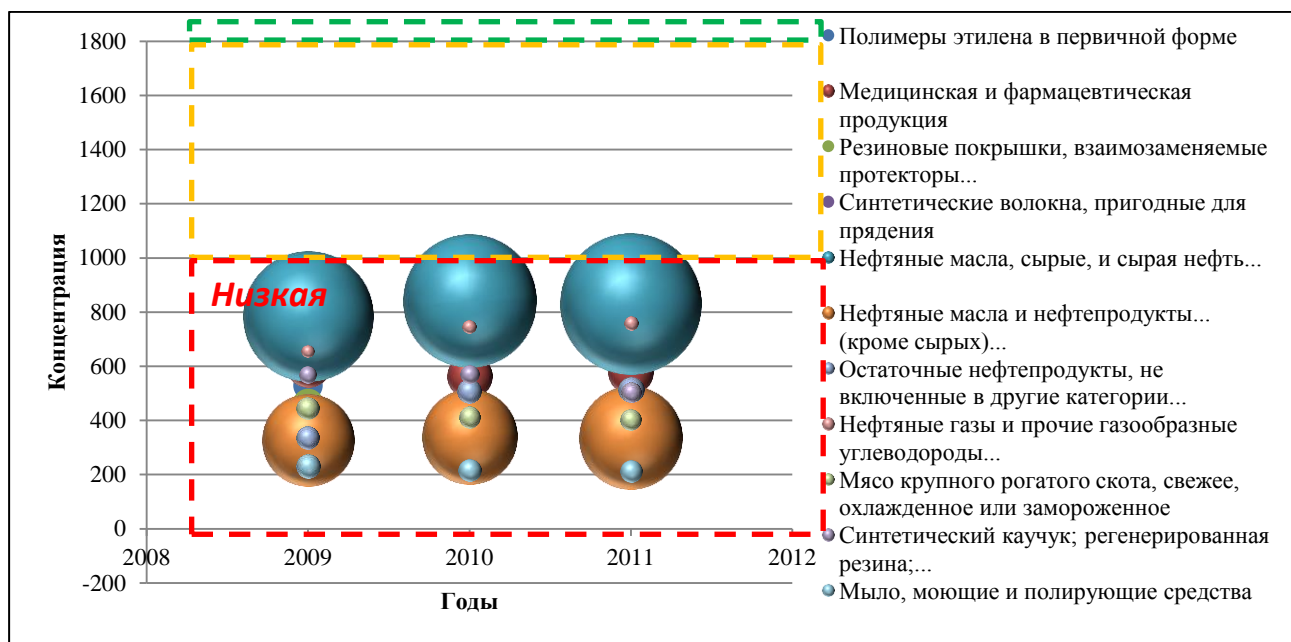 1800
1600
1400
1200
1000
800
600
400
200
0
-200
2008
2009
2010
2011
2012
Концентрация
Годы
Низкая
Полимеры этилена в первичной форме
Медицинская и фармацевтическая
продукция
Резиновые покрышки, взаимозаменяемые
протекторы...
Синтетические волокна, пригодные для
прядения
Нефтяные масла, сырые, и сырая нефть...
Нефтяные масла и нефтепродукты...
(кроме сырых)...
Остаточные нефтепродукты, не
включенные в другие категории...
Нефтяные газы и прочие газообразные
углеводороды...
Мясо крупного рогатого скота, свежее,
охлажденное или замороженное
Синтетический каучук; регенерированная
резина;...
Мыло, моющие и полирующие средства